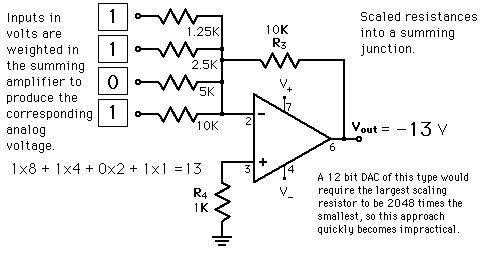 Inputs in
volts are
weighted in
the summing
amplifier to
produce the
corresponding
analog
voltage.
1
1
0
1
1.25K
2.5K
5K
10K
10K
R3
Scaled resistances
into a summing
junction.
V+
7
2
−
+
3
6
4
V−
Vout = −13 V
R4
1K
1x8 + 1x4 + 0x2 + 1x1 =13
A 12 bit DAC of this type would
require the largest scaling
resistor to be 2048 times the
smallest, so this approach
quickly becomes impractical.